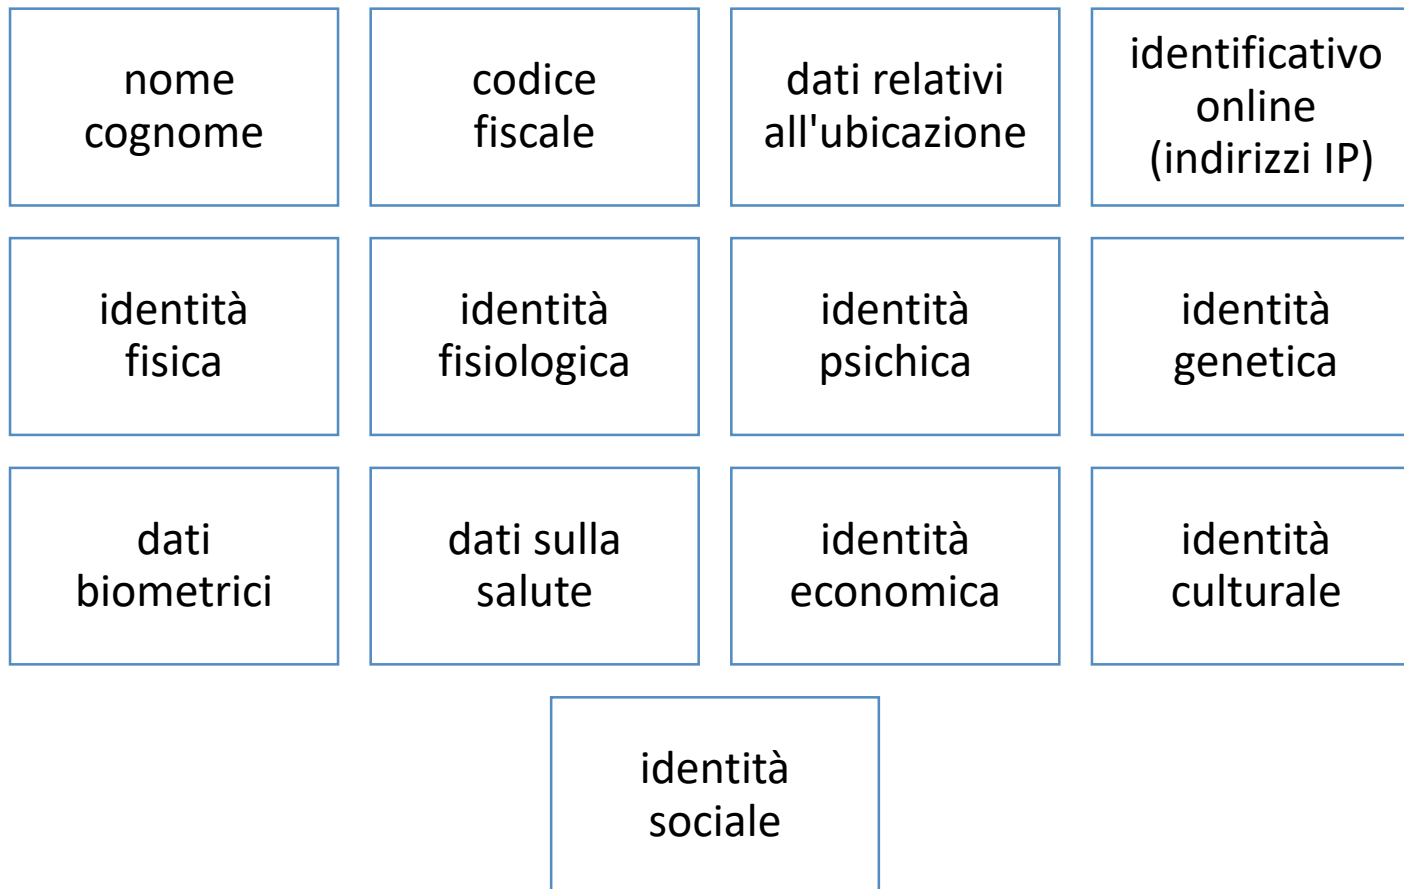 nome
cognome
codice
fiscale
dati relativi
all'ubicazione
identificativo
online
(indirizzi IP)
identità
fisica
identità
fisiologica
identità
psichica
identità
genetica
dati
biometrici
dati sulla
salute
identità
economica
identità
culturale
identità
sociale